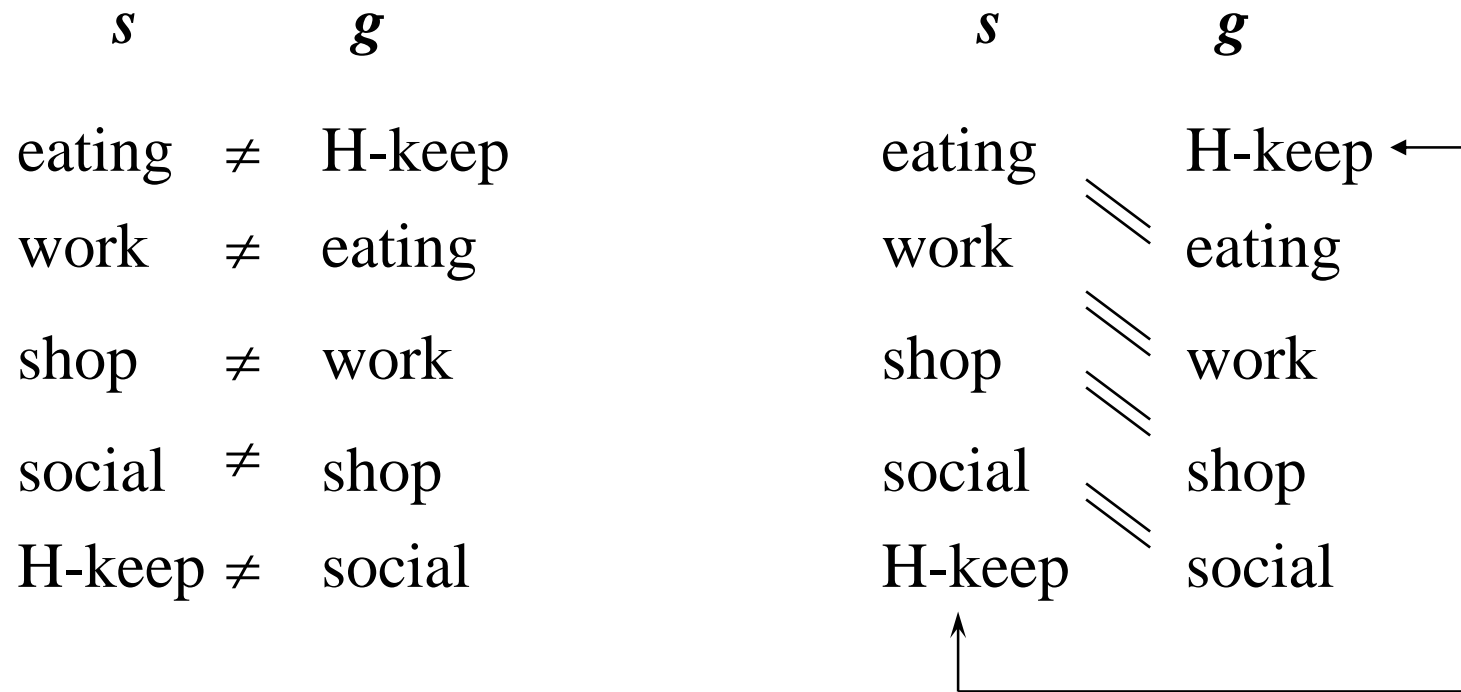 s g s g
eating ≠ H-keep eating H-keep
work ≠ eating work eating
shop ≠ work shop work
social ≠ shop social shop
H-keep ≠ social H-keep social